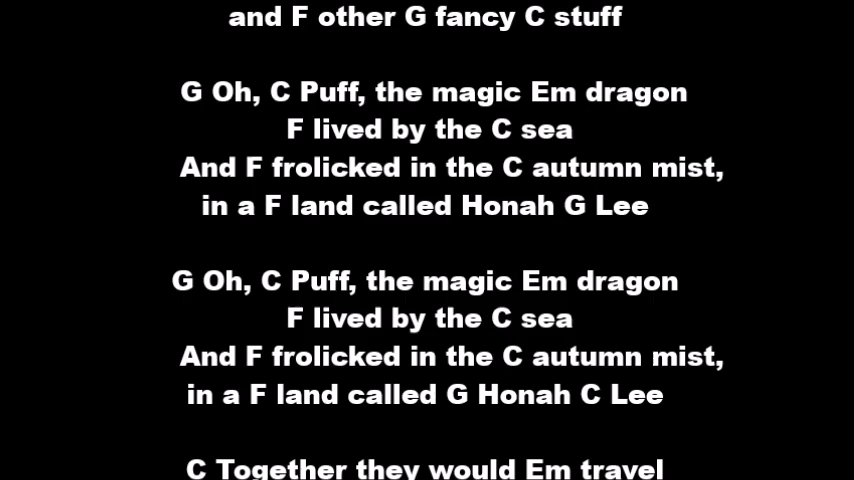 and F other G fancy C stuff
G Oh, C Puff, the magic Em dragon
F lived by the C sea
And F frolicked in the C autumn mist,
in a F land called Honah G Lee
G Oh, C Puff, the magic Em dragon
F lived by the C sea
And F frolicked in the C autumn mist,
in a F land called G Honah C Lee
C Together they would Em travel